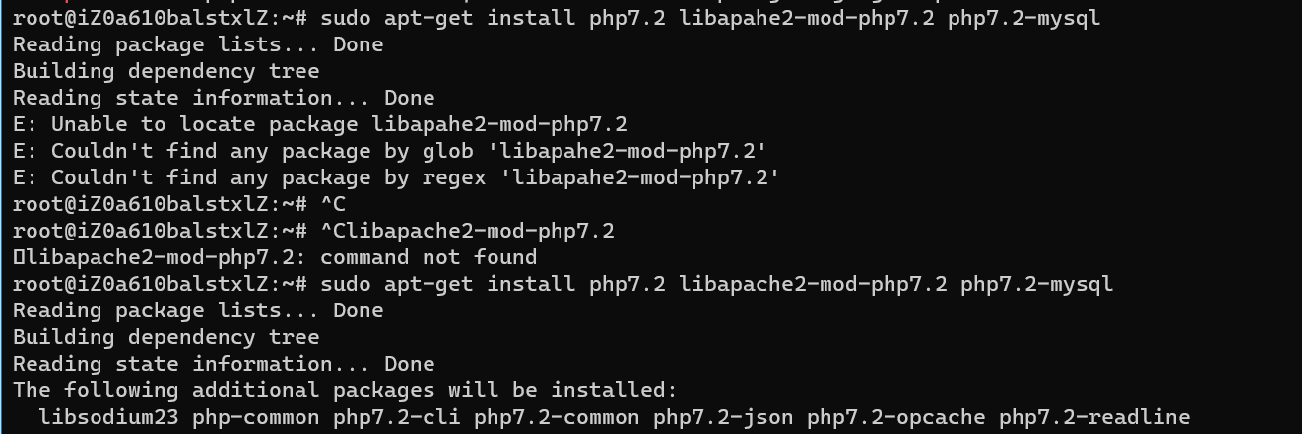 root@iZ0a610balstxlZ:~# sudo apt-get install php7.2 libapahe2-mod-php7.2 php7.2-mysql
Reading package lists... Done
Building dependency tree
Reading state information... Done
E: Unable to locate package libapahe2-mod-php7.2
E: Couldn't find any package by glob 'libapahe2-mod-php7.2'
E: Couldn't find any package by regex 'libapahe2-mod-php7.2'
root@iZ0a610balstxlZ:~# ^C
root@iZ0a610balstxlZ:~# ^Clibapache2-mod-php7.2
libapache2-mod-php7.2: command not found
root@iZ0a610balstxlZ:~# sudo apt-get install php7.2 libapache2-mod-php7.2 php7.2-mysql
Reading package lists... Done
Building dependency tree
Reading state information... Done
The following additional packages will be installed:
  libsodium23 php-common php7.2-cli php7.2-common php7.2-json php7.2-opcache php7.2-readline